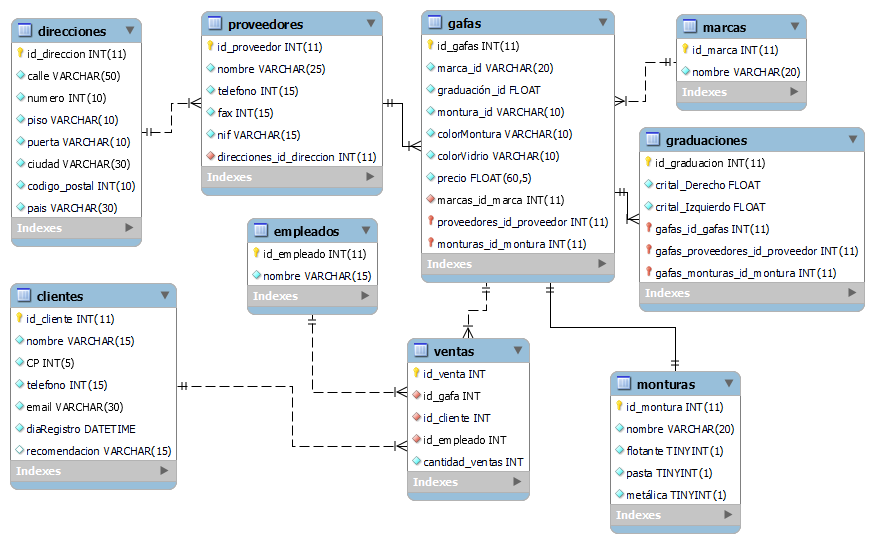 direcciones
id_direccion INT(11)
calle VARCHAR(50)
numero INT(10)
piso VARCHAR(10)
puerta VARCHAR(10)
ciudad VARCHAR(30)
codigo_postal INT(10)
pais VARCHAR(30)
Indexes
proveedores
id_proveedor INT(11)
nombre VARCHAR(25)
telefono INT(15)
fax INT(15)
nif VARCHAR(15)
direcciones_id_direccion INT(11)
Indexes
gafas
id_gafas INT(11)
marca_id VARCHAR(20)
graduación_id FLOAT
montura_id VARCHAR(10)
colorMontura VARCHAR(10)
colorVidrio VARCHAR(10)
precio FLOAT(60,5)
marcas_id_marca INT(11)
proveedores_id_proveedor INT(11)
monturas_id_montura INT(11)
Indexes
marcas
id_marca INT(11)
nombre VARCHAR(20)
Indexes
graduaciones
id_graduacion INT(11)
crital_Derecho FLOAT
crital_Izquierdo FLOAT
gafas_id_gafas INT(11)
gafas_proveedores_id_proveedor INT(11)
gafas_monturas_id_montura INT(11)
Indexes
empleados
id_empleado INT(11)
nombre VARCHAR(15)
Indexes
clientes
id_cliente INT(11)
nombre VARCHAR(15)
CP INT(5)
telefono INT(15)
email VARCHAR(30)
diaRegistro DATETIME
recomendacion VARCHAR(15)
Indexes
ventas
id_venta INT
id_gafa INT
id_cliente INT
id_empleado INT
cantidad_ventas INT
Indexes
monturas
id_montura INT(11)
nombre VARCHAR(20)
flotante TINYINT(1)
pasta TINYINT(1)
metálica TINYINT(1)
Indexes